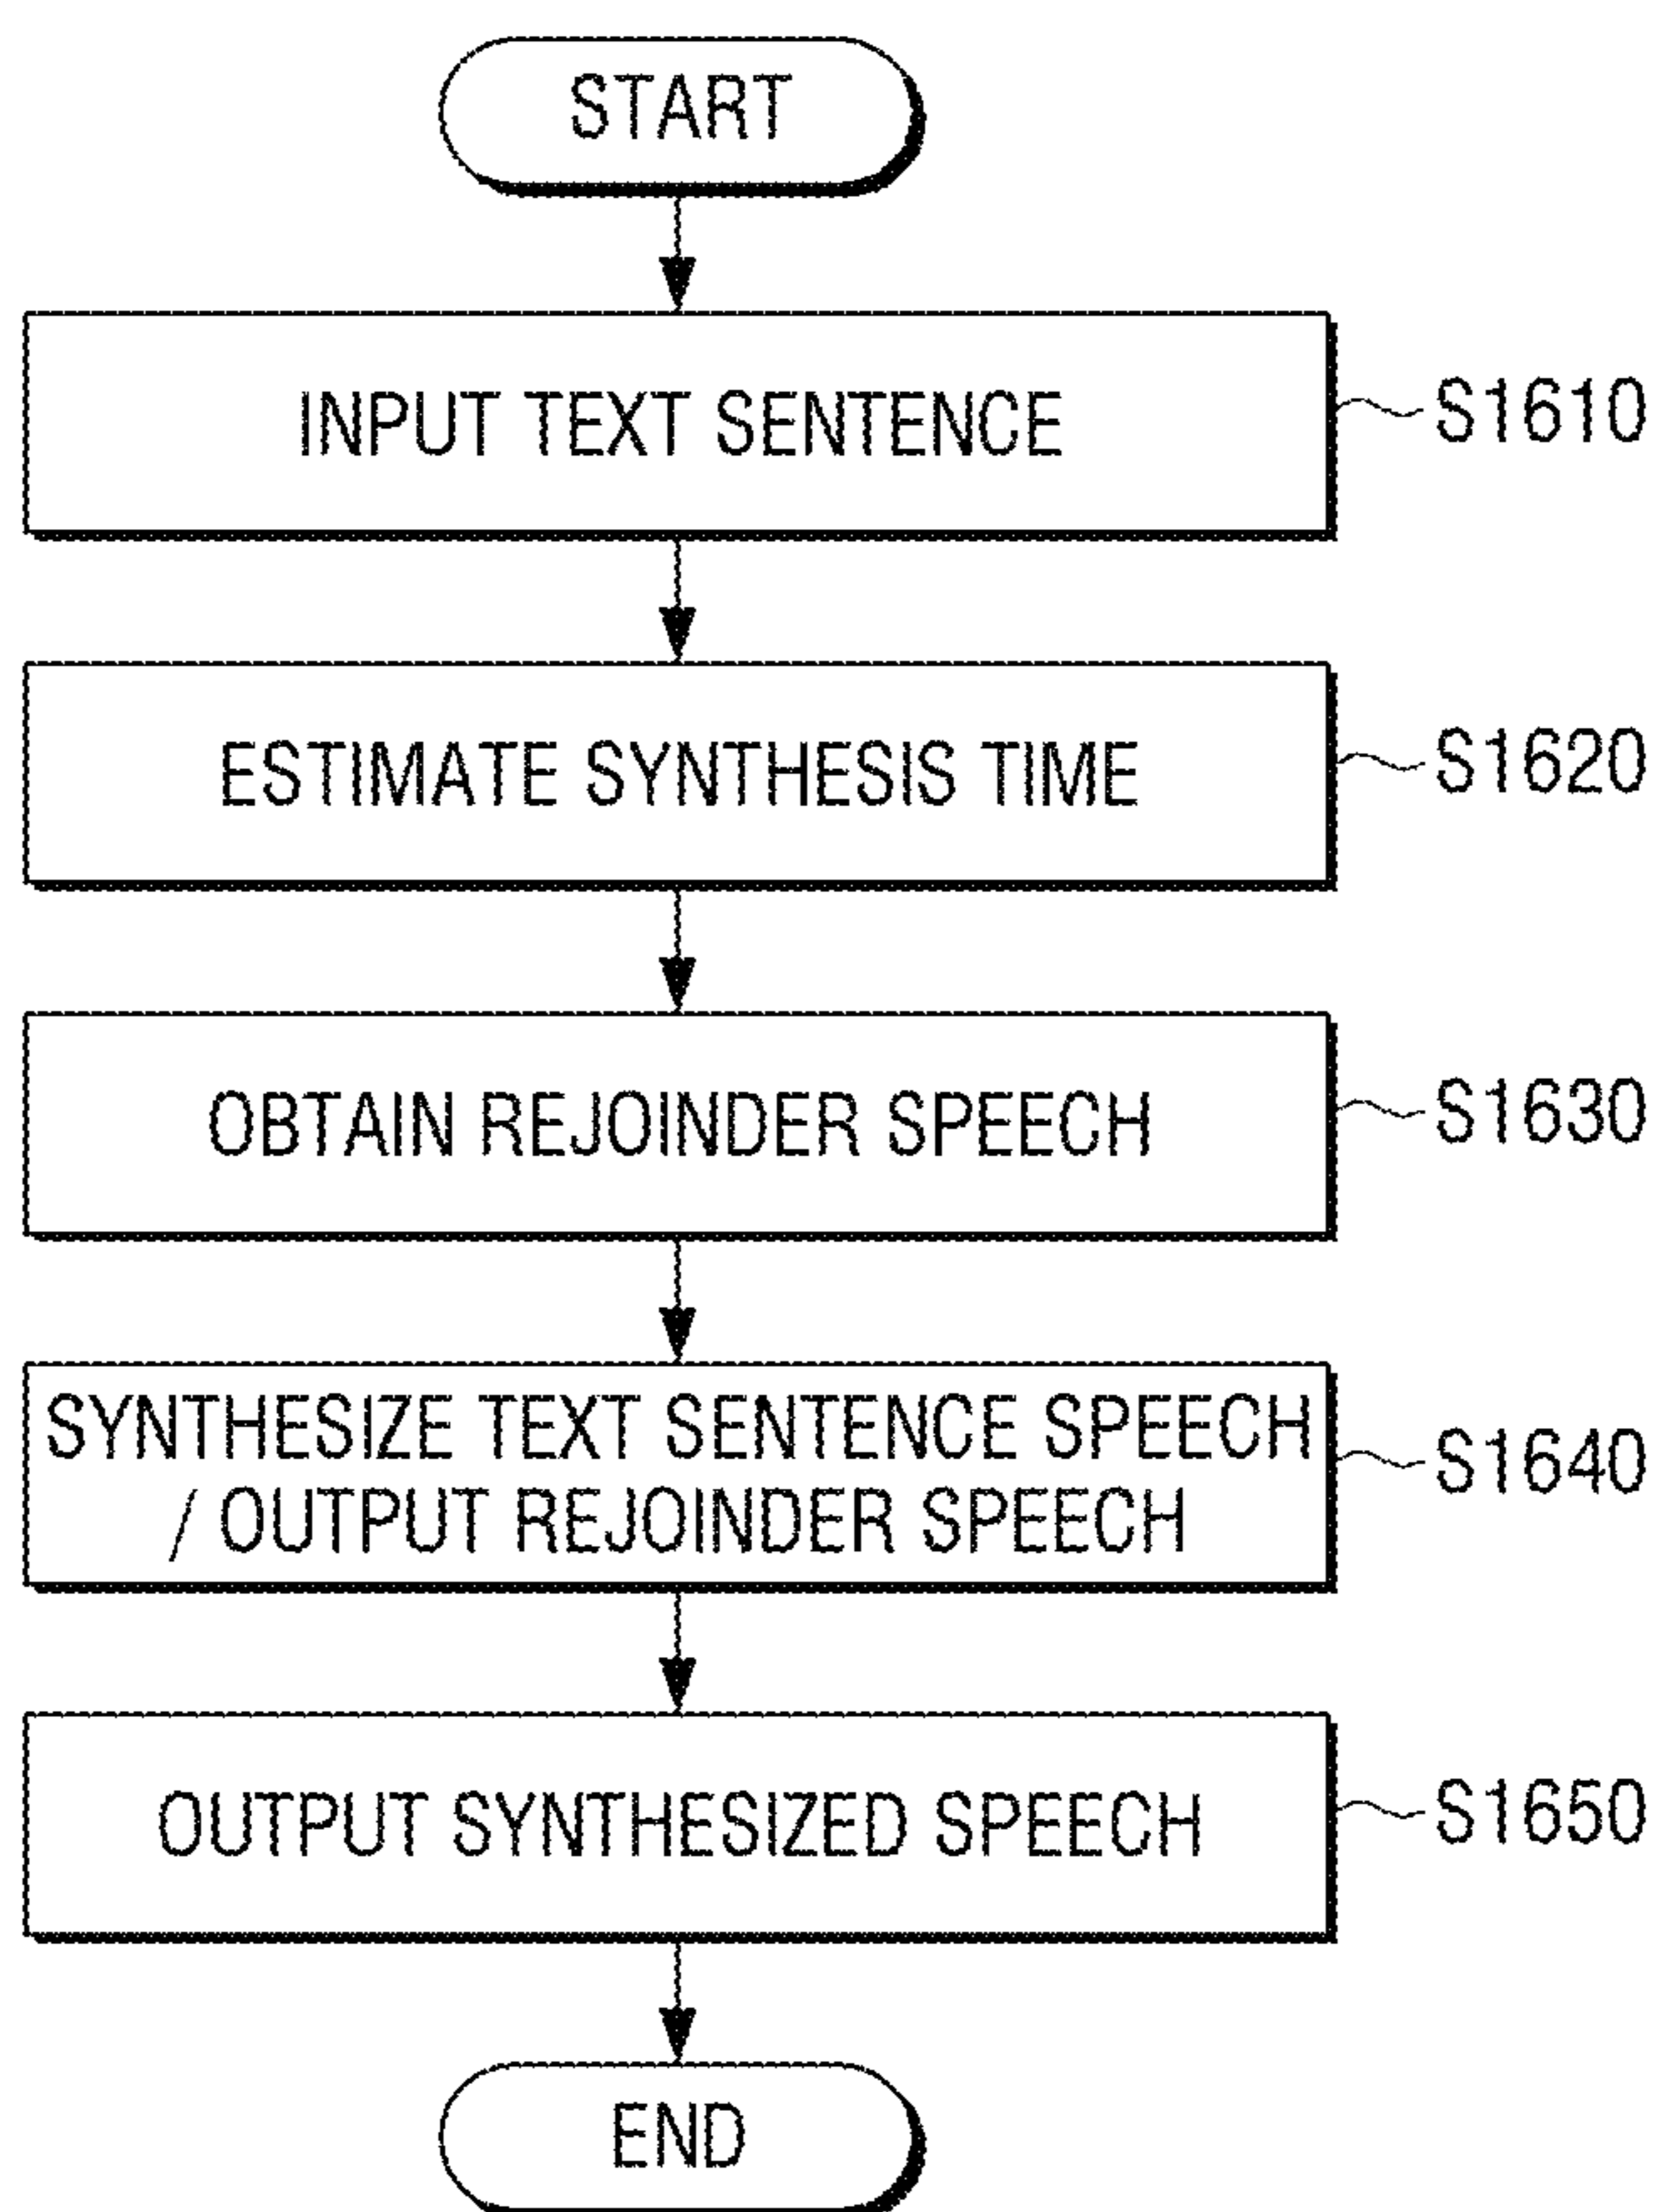 START
INPUT TEXT SENTENCE
S1610
ESTIMATE SYNTHESIS TIME
S1620
OBTAIN REJOINDER SPEECH
S1630
SYNTHESIZE TEXT SENTENCE SPEECH
/ OUTPUT REJOINDER SPEECH
S1640
OUTPUT SYNTHESIZED SPEECH
S1650
END